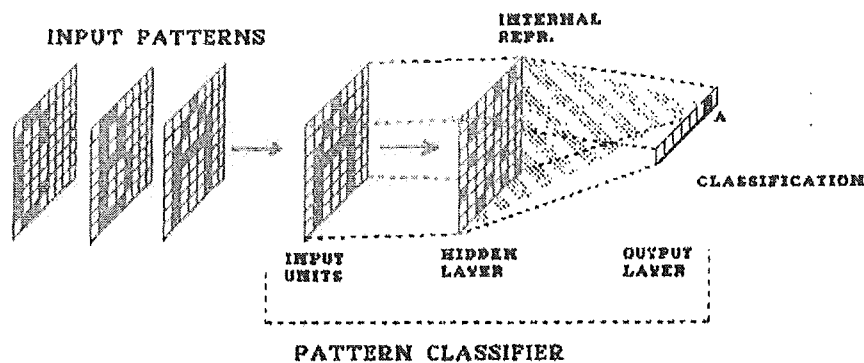 INTERNAL
REPR.
INPUT PATTERNS
A
CLASSIFICATION
INPUT
UNITS
HIDDEN
LAYER
OUTPUT
LAYER
PATTERN CLASSIFIER